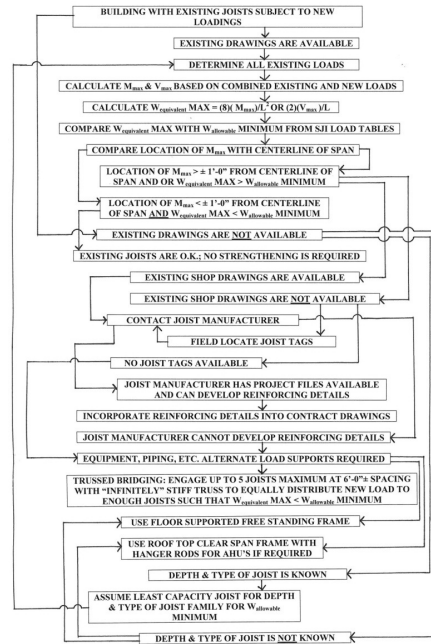 BUILDING WITH EXISTING JOISTS SUBJECT TO NEW
LOADINGS
EXISTING DRAWINGS ARE AVAILABLE
DETERMINE ALL EXISTING LOADS
CALCULATE Mmax & Vmax BASED ON COMBINED EXISTING AND NEW LOADS
CALCULATE Wequivalent MAX = (8)( Mmax)/L² OR (2)(Vmax)/L
COMPARE Wequivalent MAX WITH Wallowable MINIMUM FROM SJI LOAD TABLES
COMPARE LOCATION OF Mmax WITH CENTERLINE OF SPAN
LOCATION OF Mmax > ± 1'-0" FROM CENTERLINE OF
SPAN AND OR Wequivalent MAX > Wallowable
MINIMUM
LOCATION OF Mmax < ± 1'-0" FROM CENTERLINE
OF SPAN AND Wequivalent MAX < Wallowable
MINIMUM
EXISTING DRAWINGS ARE NOT AVAILABLE
EXISTING JOISTS ARE O.K.; NO STRENGTHENING IS REQUIRED
EXISTING SHOP DRAWINGS ARE AVAILABLE
EXISTING SHOP DRAWINGS ARE NOT AVAILABLE
CONTACT JOIST MANUFACTURER
FIELD LOCATE JOIST TAGS
NO JOIST TAGS AVAILABLE
JOIST MANUFACTURER HAS PROJECT FILES AVAILABLE
AND CAN DEVELOP REINFORCING DETAILS
INCORPORATE REINFORCING DETAILS INTO CONTRACT DRAWINGS
JOIST MANUFACTURER CANNOT DEVELOP REINFORCING DETAILS
EQUIPMENT, PIPING, ETC. ALTERNATE LOAD SUPPORTS REQUIRED
TRUSSED BRIDGING: ENGAGE UP TO 5 JOISTS MAXIMUM AT 6'-0"± SPACING
WITH "INFINITELY" STIFF TRUSS TO EQUALLY DISTRIBUTE NEW LOAD TO
ENOUGH JOISTS SUCH THAT Wequivalent MAX < Wallowable MINIMUM
USE FLOOR SUPPORTED FREE STANDING FRAME
USE ROOF TOP CLEAR SPAN FRAME WITH
HANGER RODS FOR AHU'S IF REQUIRED
DEPTH & TYPE OF JOIST IS KNOWN
ASSUME LEAST CAPACITY JOIST FOR DEPTH
& TYPE OF JOIST FAMILY FOR Wallowable
MINIMUM
DEPTH & TYPE OF JOIST IS NOT KNOWN